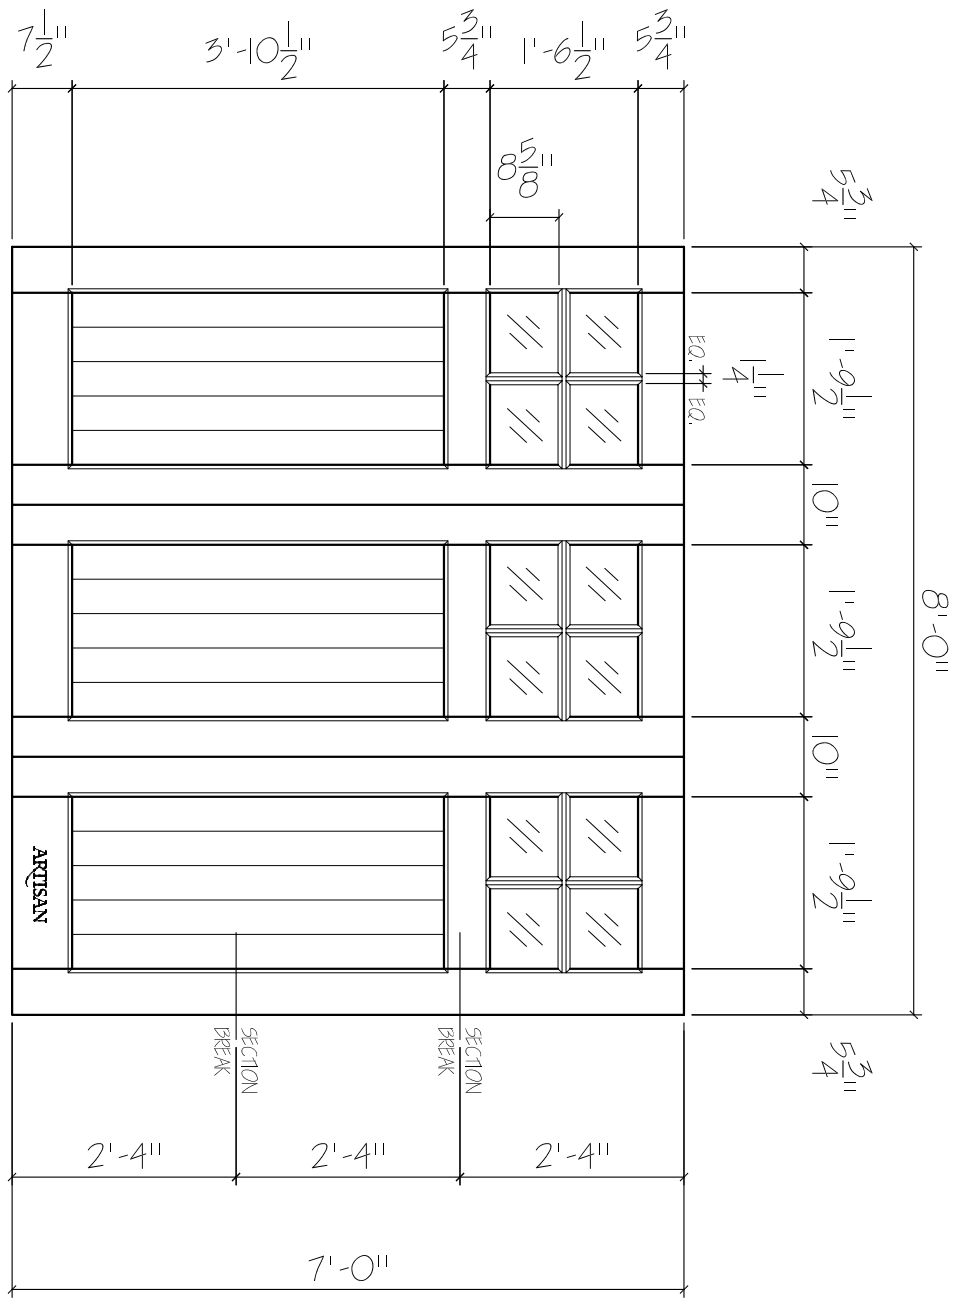 7 1/2"
3'-10 1/2"
5 3/4"
1'-6 1/2"
5 3/4"
8 5/8"
5 3/4"
1'-9 1/2"
10"
1'-9 1/2"
10"
1'-9 1/2"
5 3/4"
8'-0"
EQ.
1 1/4"
EQ.
ARTISAN
SECTION
BREAK
SECTION
BREAK
2'-4"
2'-4"
2'-4"
7'-0"